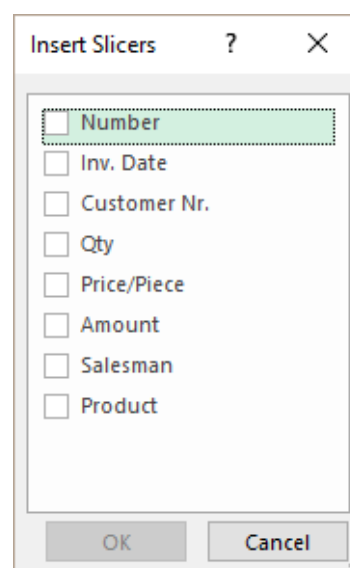 Insert Slicers ?
Number
Inv. Date
Customer Nr.
Qty
Price/Piece
Amount
Salesman
Product
OK Cancel